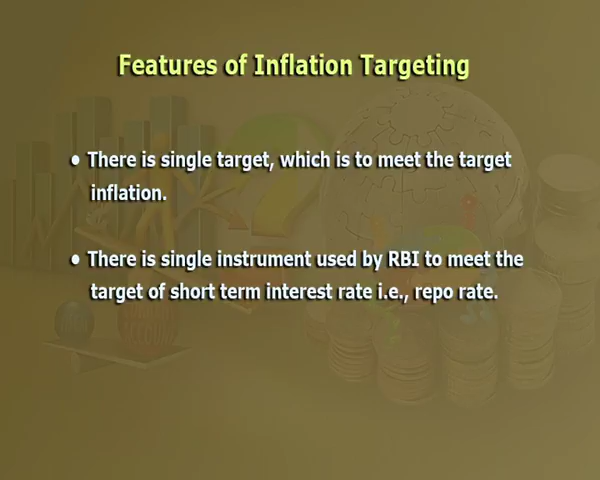 Features of Inflation Targeting
• There is single target, which is to meet the target
inflation.
• There is single instrument used by RBI to meet the
target of short term interest rate i.e., repo rate.